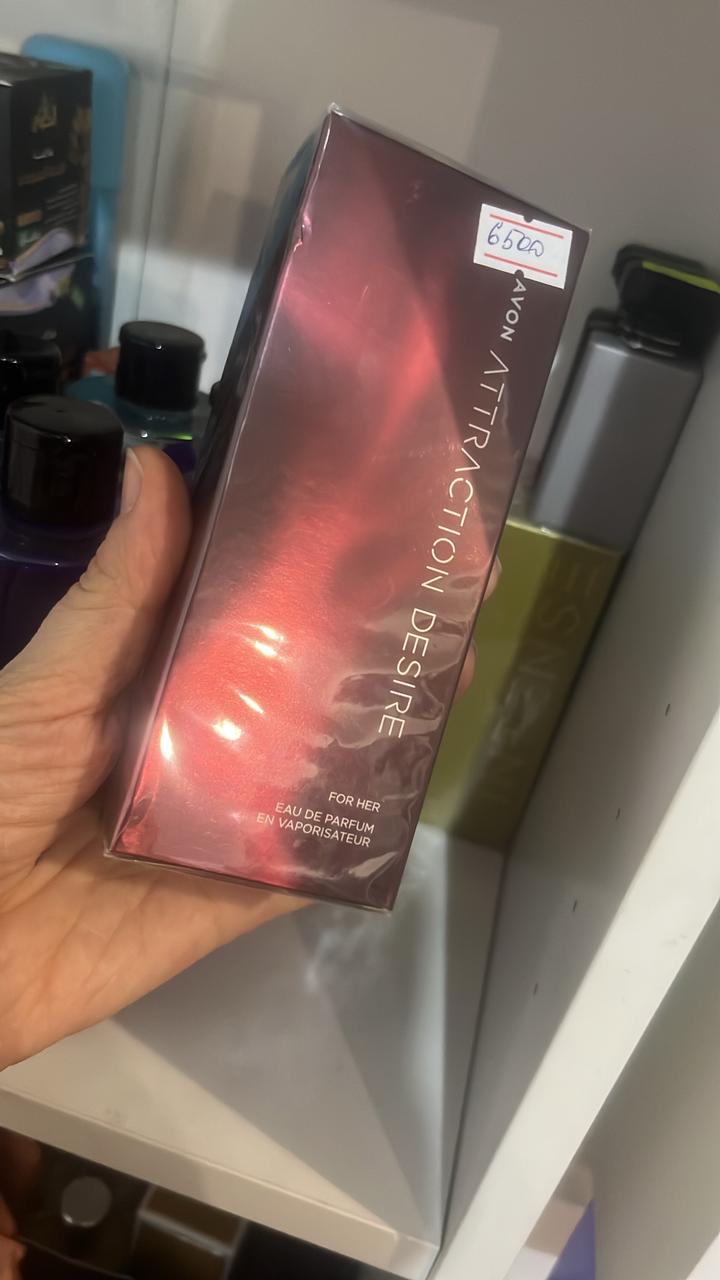 6500
AVON
ATTRACTION DESIRE
FOR HER
EAU DE PARFUM
EN VAPORISATEUR